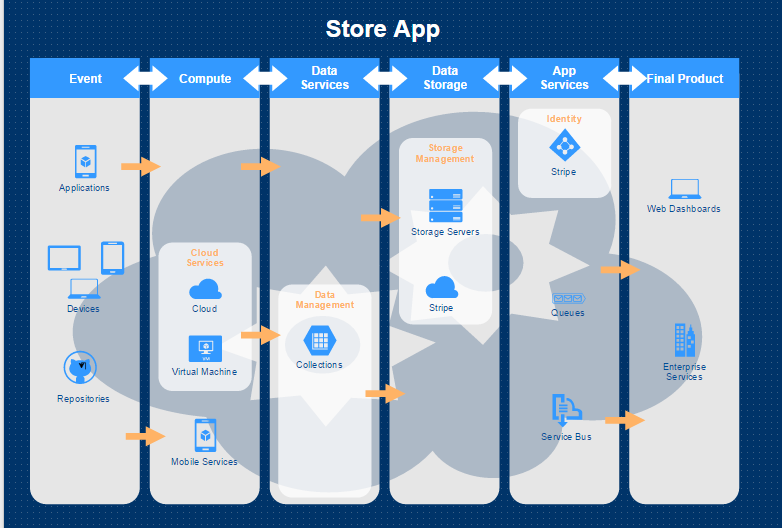 Store App
Event
Compute
Data
Services
Data
Storage
App
Services
Final Product
Applications
Devices
Repositories
Cloud
Services
Cloud
VM
Virtual Machine
Mobile Services
Data
Management
Collections
Storage
Management
Storage Servers
Stripe
Identity
Stripe
Queues
Service Bus
Web Dashboards
Enterprise
Services